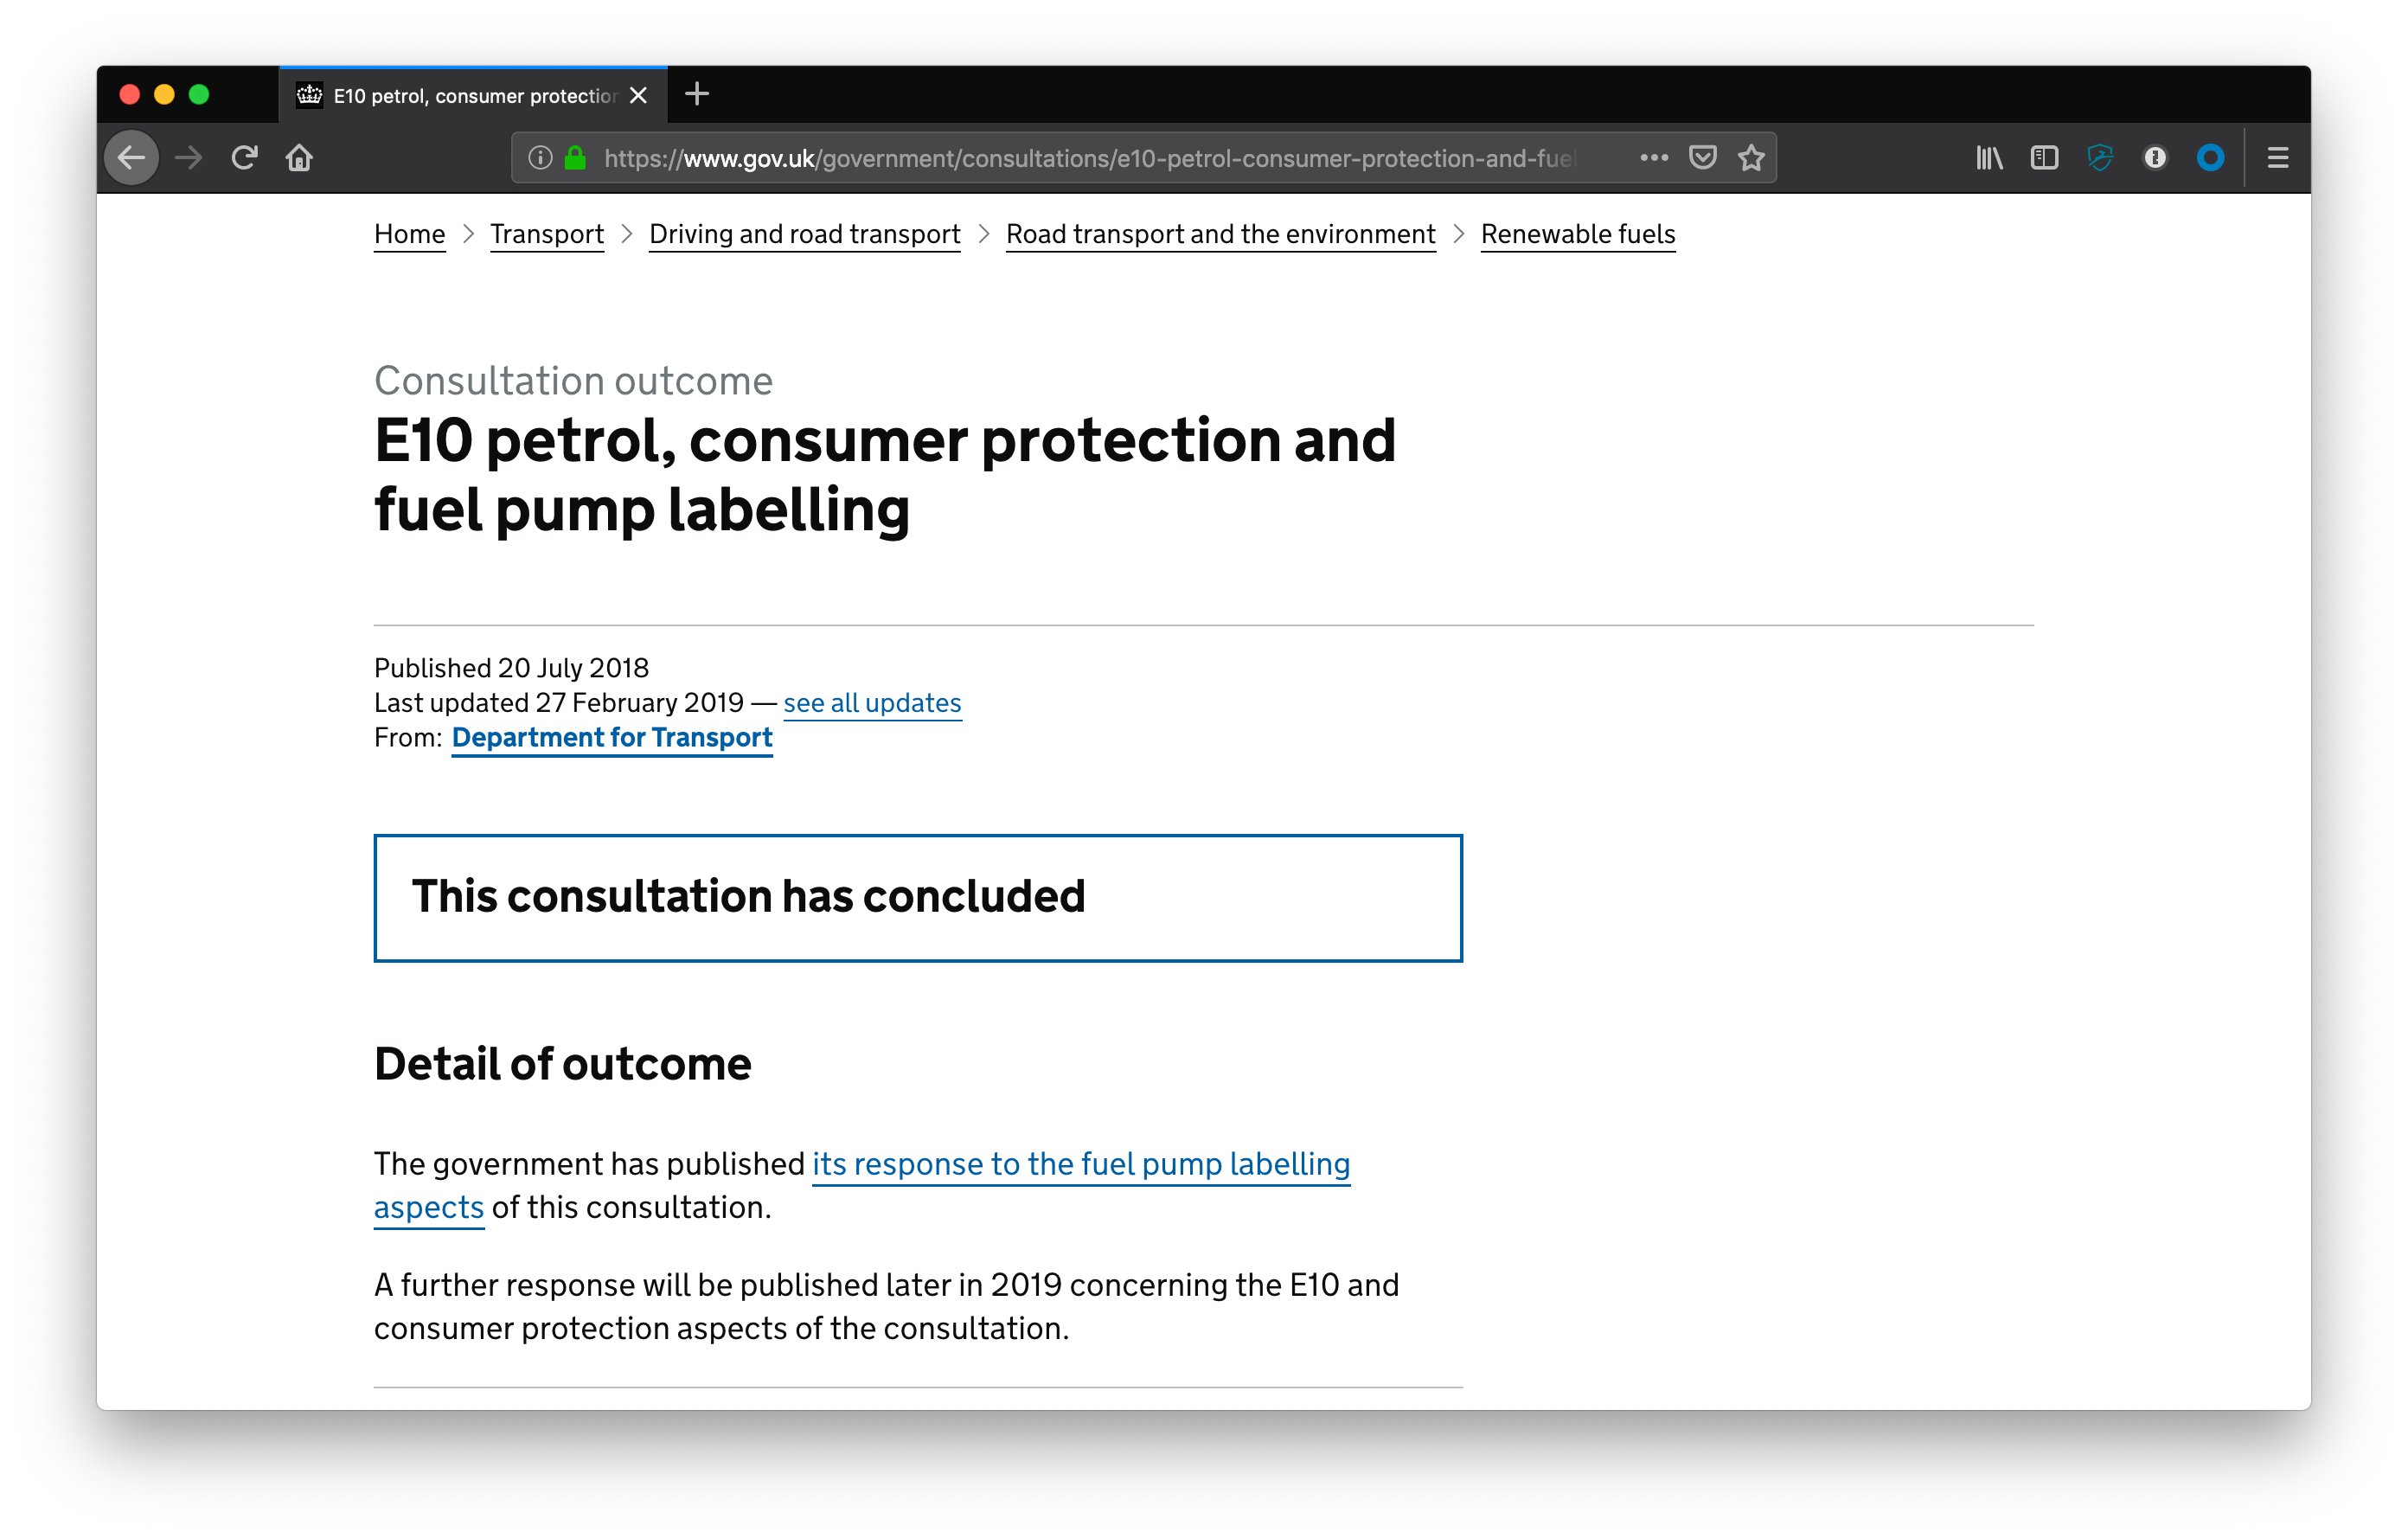 E10 petrol, consumer protection
https://www.gov.uk/government/consultations/e10-petrol-consumer-protection-and-fuel
Home > Transport > Driving and road transport > Road transport and the environment > Renewable fuels
Consultation outcome
E10 petrol, consumer protection and
fuel pump labelling
Published 20 July 2018
Last updated 27 February 2019 — see all updates
From: Department for Transport
This consultation has concluded
Detail of outcome
The government has published its response to the fuel pump labelling
aspects of this consultation.
A further response will be published later in 2019 concerning the E10 and
consumer protection aspects of the consultation.